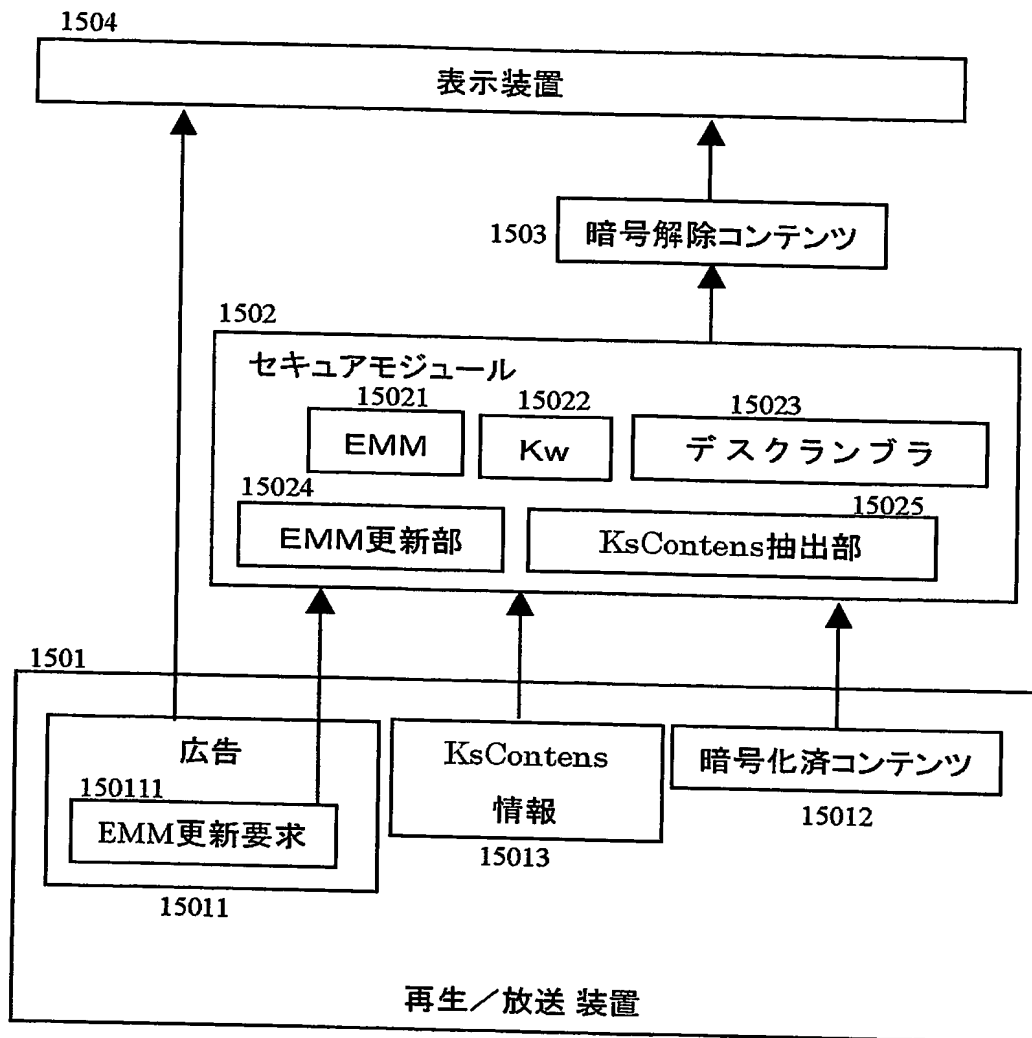 1504
表示装置
1503
暗号解除コンテンツ
1502
セキュアモジュール
15021
EMM
15022
Kw
15023
デスクランブラ
15024
EMM更新部
15025
KsContens抽出部
1501
広告
150111
EMM更新要求
15011
KsContens
情報
15013
暗号化済コンテンツ
15012
再生／放送 装置